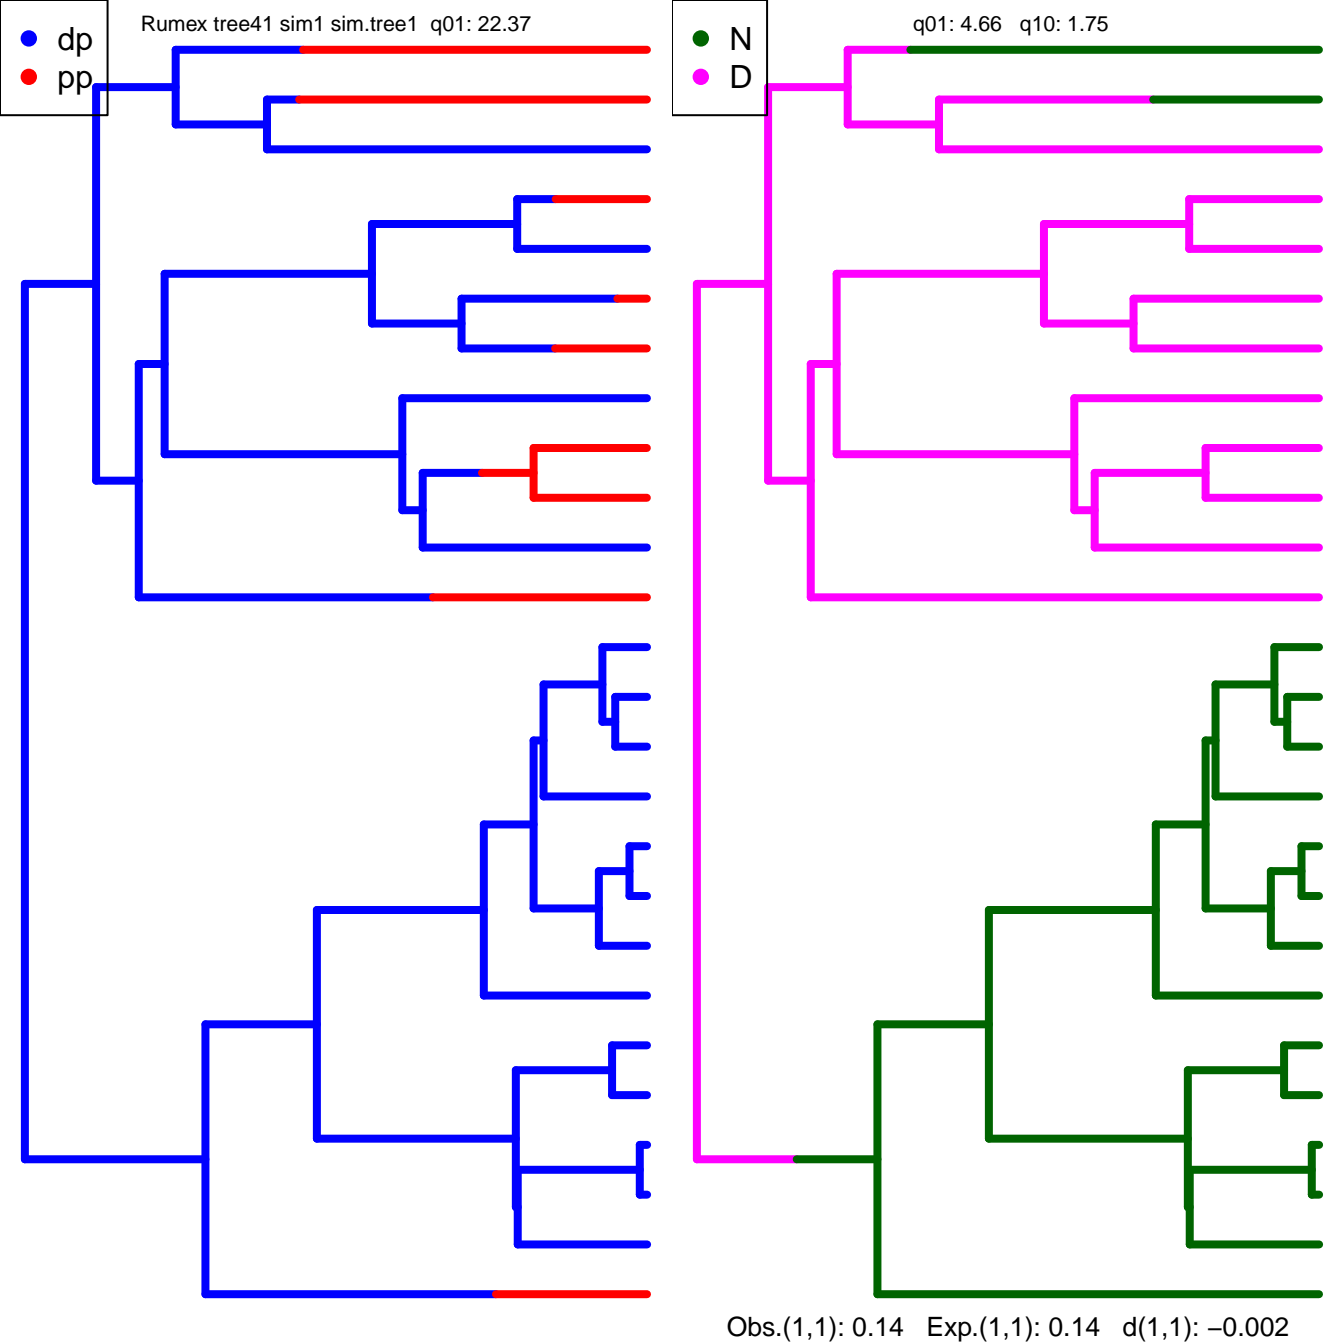 Rumex tree41 sim1 sim.tree1  q01: 22.37
dp
pp
q01: 4.66   q10: 1.75
N
D
Obs.(1,1): 0.14   Exp.(1,1): 0.14   d(1,1): −0.002